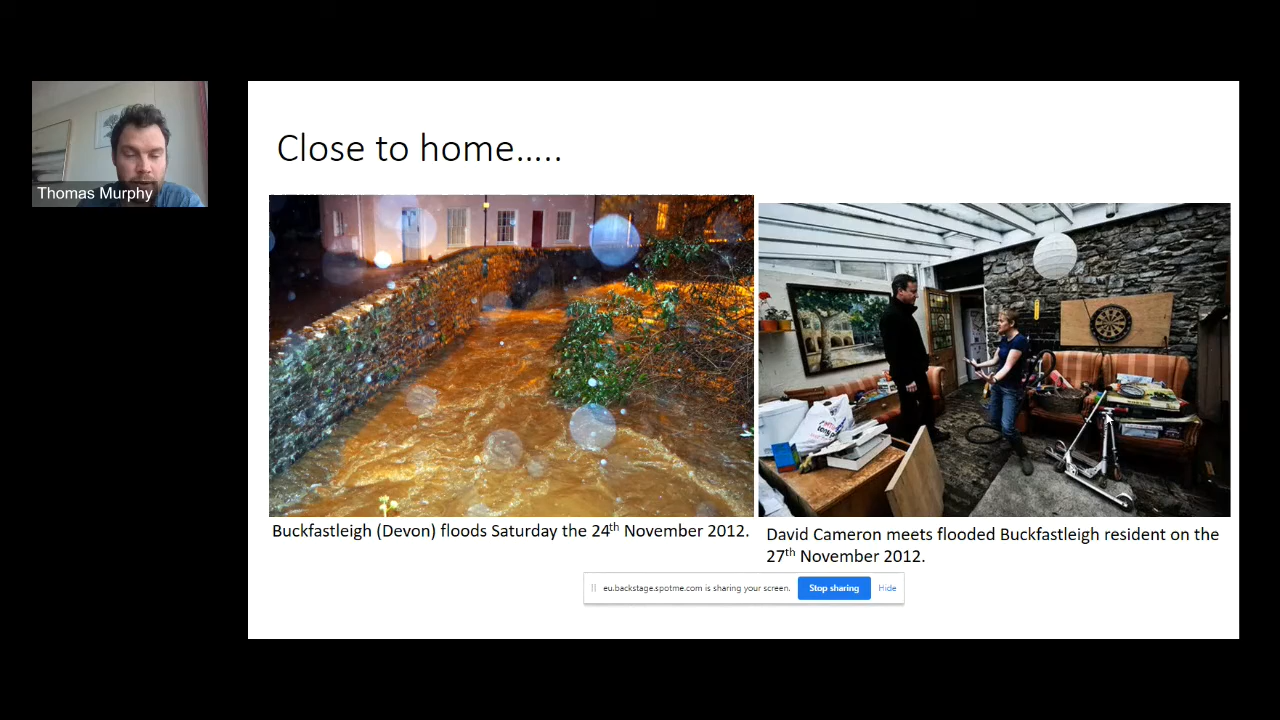 Close to home…..
Thomas Murphy
Buckfastleigh (Devon) floods Saturday the 24th November 2012.
David Cameron meets flooded Buckfastleigh resident on the
27th November 2012.
eu.backstage.spotme.com is sharing your screen.
Stop sharing
Hide